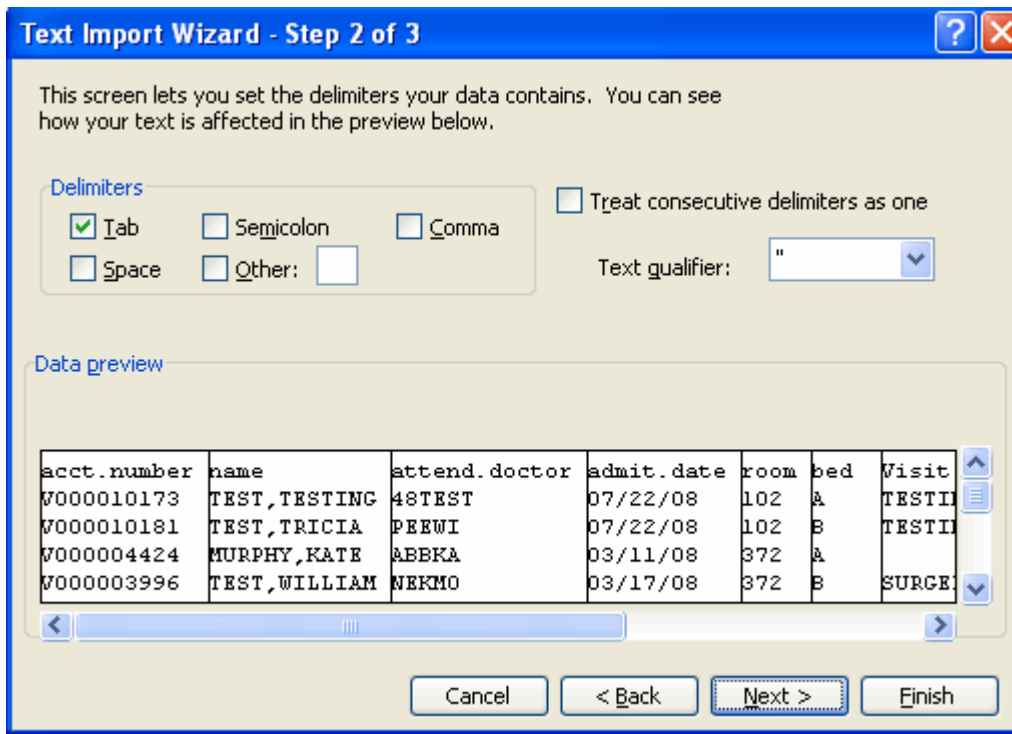 Text Import Wizard - Step 2 of 3
This screen lets you set the delimiters your data contains. You can see
how your text is affected in the preview below.
Delimiters
Tab Semicolon Comma
Space Other:
Treat consecutive delimiters as one
Text qualifier: "
Data preview
acct.number name attend.doctor admit.date room bed Visit
V000010173 TEST,TESTING 48TEST 07/22/08 102 A
V000010181 TEST,TRICIA PEEWI 07/22/08 102 B
V000004424 MURPHY,KATE ABBKA 03/11/08 372 A
V000003996 TEST,WILLIAM NEKMO 03/17/08 372 B SURGE
Cancel < Back Next > Finish